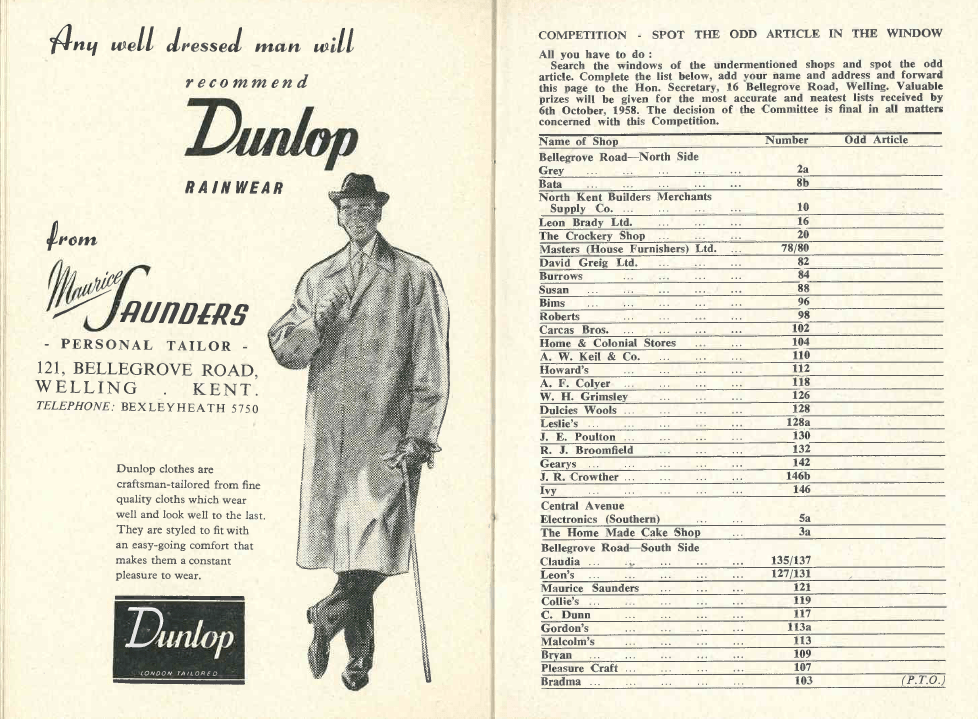 Any well dressed man will
recommend
Dunlop
RAINWEAR
from
Maurice
SAUNDERS
- PERSONAL TAILOR -
121, BELLEGROVE ROAD,
WELLING . KENT.
TELEPHONE: BEXLEYHEATH 5750
Dunlop clothes are
craftsman-tailored from fine
quality cloths which wear
well and look well to the last.
They are styled to fit with
an easy-going comfort that
makes them a constant
pleasure to wear.
Dunlop
LONDON TAILORED
COMPETITION - SPOT THE ODD ARTICLE IN THE WINDOW
All you have to do :
Search the windows of the undermentioned shops and spot the odd
article. Complete the list below, add your name and address and forward
this page to the Hon. Secretary, 16 Bellegrove Road, Welling. Valuable
prizes will be given for the most accurate and neatest lists received by
6th October, 1958. The decision of the Committee is final in all matters
concerned with this Competition.
Name of Shop Number Odd Article
Bellegrove Road—North Side
Grey ... ... ... ... ... 2a
Bata ... ... ... ... ... 8b
North Kent Builders Merchants
Supply Co. ... ... ... ... 10
Leon Brady Ltd. ... ... ... 16
The Crockery Shop ... ... ... 20
Masters (House Furnishers) Ltd. ... 78/80
David Greig Ltd. ... ... ... 82
Burrows ... ... ... ... 84
Susan ... ... ... ... ... 88
Bims ... ... ... ... ... 96
Roberts ... ... ... ... 98
Carcas Bros. ... ... ... ... 102
Home & Colonial Stores ... ... ... 104
A. W. Keil & Co. ... ... ... 110
Howard's ... ... ... ... 112
A. F. Colyer ... ... ... ... 118
W. H. Grimsley ... ... ... 126
Dulcies Wools ... ... ... ... 128
Leslie's ... ... ... ... ... 128a
J. E. Poulton ... ... ... ... 130
R. J. Broomfield ... ... ... 132
Gearys ... ... ... ... ... 142
J. R. Crowther ... ... ... ... 146b
Ivy ... ... ... ... ... 146
Central Avenue
Electronics (Southern) ... ... 5a
The Home Made Cake Shop ... 3a
Bellegrove Road—South Side
Claudia ... ... ... ... ... 135/137
Leon's ... ... ... ... ... 127/131
Maurice Saunders ... ... ... 121
Collie's ... ... ... ... ... 119
C. Dunn ... ... ... ... 117
Gordon's ... ... ... ... 113a
Malcolm's ... ... ... ... 113
Bryan ... ... ... ... ... 109
Pleasure Craft ... ... ... ... 107
Bradma ... ... ... ... ... 103 (P.T.O.)